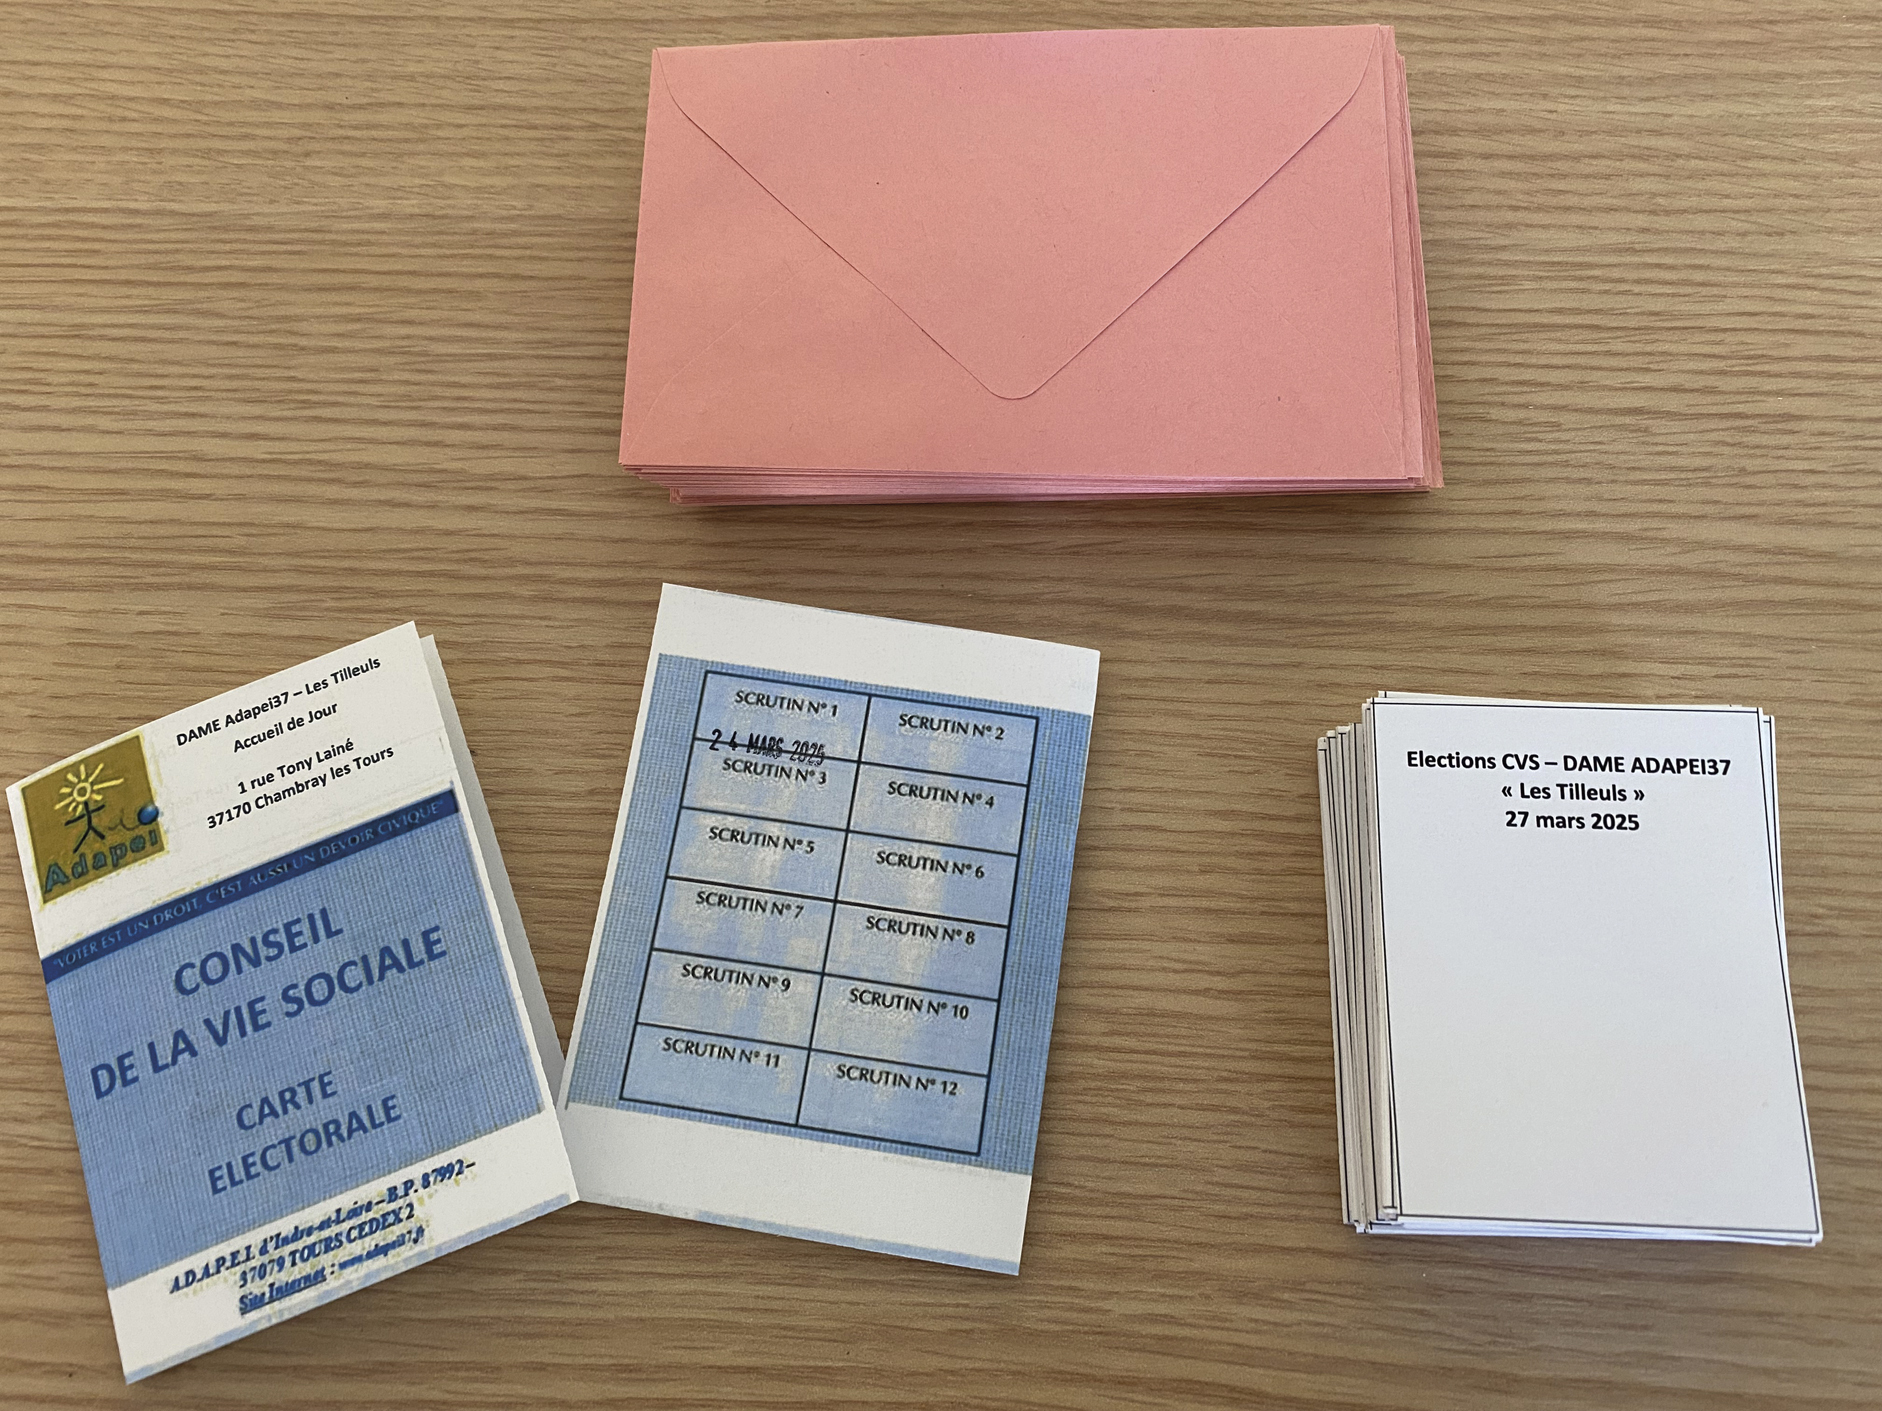 DAME Adapei37 – Les Tilleuls
Accueil de Jour
1 rue Tony Lainé
37170 Chambray les Tours
Adapei
"VOTER EST UN DROIT, C'EST AUSSI UN DEVOIR CIVIQUE"
CONSEIL
DE LA VIE SOCIALE
CARTE
ELECTORALE
A.D.A.P.E.I. d'Indre-et-Loire – B.P. 87992 –
37079 TOURS CEDEX 2
Site Internet : www.adapei37.fr
SCRUTIN N° 1
SCRUTIN N° 2
24 MARS 2025
SCRUTIN N° 3
SCRUTIN N° 4
SCRUTIN N° 5
SCRUTIN N° 6
SCRUTIN N° 7
SCRUTIN N° 8
SCRUTIN N° 9
SCRUTIN N° 10
SCRUTIN N° 11
SCRUTIN N° 12
Elections CVS – DAME ADAPEI37
« Les Tilleuls »
27 mars 2025